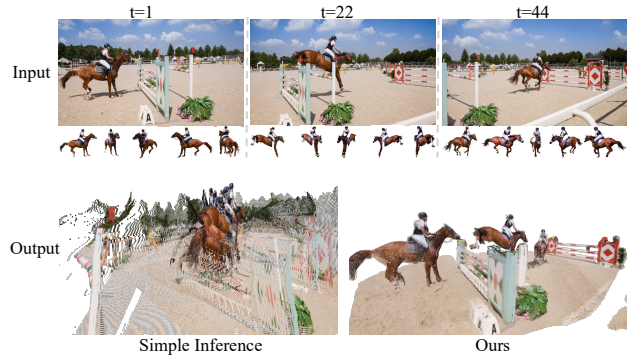 t=1 t=22 t=44
Input
A
A
Output
A
Simple Inference Ours